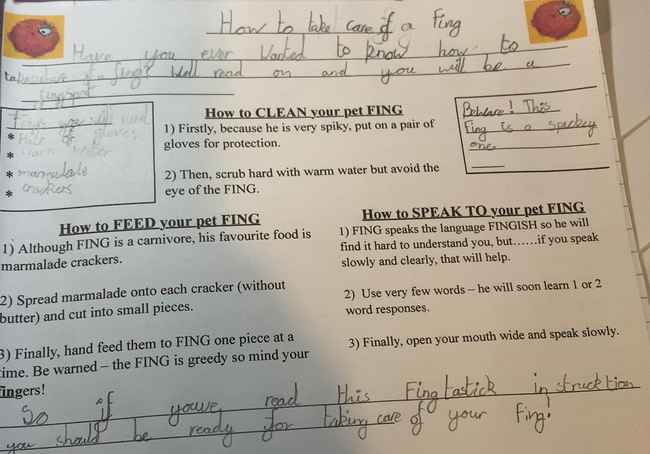 How to take care of a Fing
Have you ever wanted to know how to
take care of a fing? Well read on and you will be a
fingspert
Things you will need
* Pair of gloves
* warm water
* marmalade
* crackers
How to CLEAN your pet FING
1) Firstly, because he is very spiky, put on a pair of
gloves for protection.
2) Then, scrub hard with warm water but avoid the
eye of the FING.
Behware! This
Fing is a
one
How to FEED your pet FING
1) Although FING is a carnivore, his favourite food is
marmalade crackers.
2) Spread marmalade onto each cracker (without
butter) and cut into small pieces.
3) Finally, hand feed them to FING one piece at a
time. Be warned – the FING is greedy so mind your
fingers!
How to SPEAK TO your pet FING
1) FING speaks the language FINGISH so he will
find it hard to understand you, but……if you speak
slowly and clearly, that will help.
2) Use very few words – he will soon learn 1 or 2
word responses.
3) Finally, open your mouth wide and speak slowly.
So if youve read this Fingtastick instrucktion
you should be ready for taking care of your Fing!